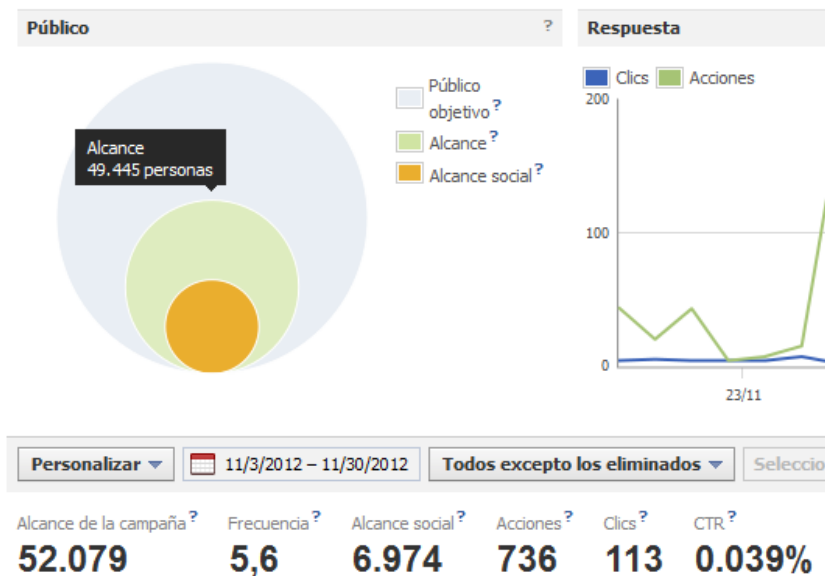 Público ?
Respuesta
Público
objetivo ?
Alcance ?
Alcance social ?
Alcance
49.445 personas
Clics Acciones
200
100
0
23/11
Personalizar 11/3/2012 – 11/30/2012 Todos excepto los eliminados Seleccio
Alcance de la campaña ? Frecuencia ? Alcance social ? Acciones ? Clics ? CTR ?
52.079 5,6 6.974 736 113 0.039%